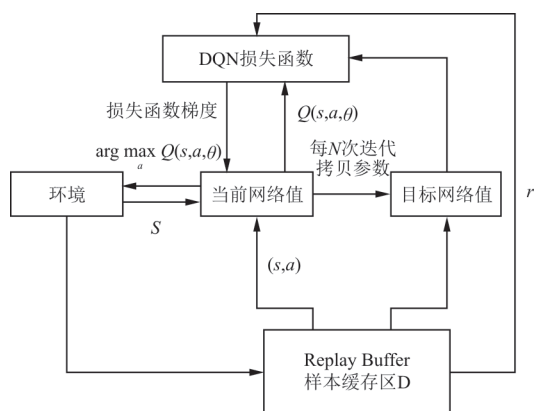 DQN损失函数
损失函数梯度
Q(s,a,θ)
arg max Q(s,a,θ)
a
每N次迭代
拷贝参数
环境
当前网络值
目标网络值
r
S
(s,a)
Replay Buffer
样本缓存区D